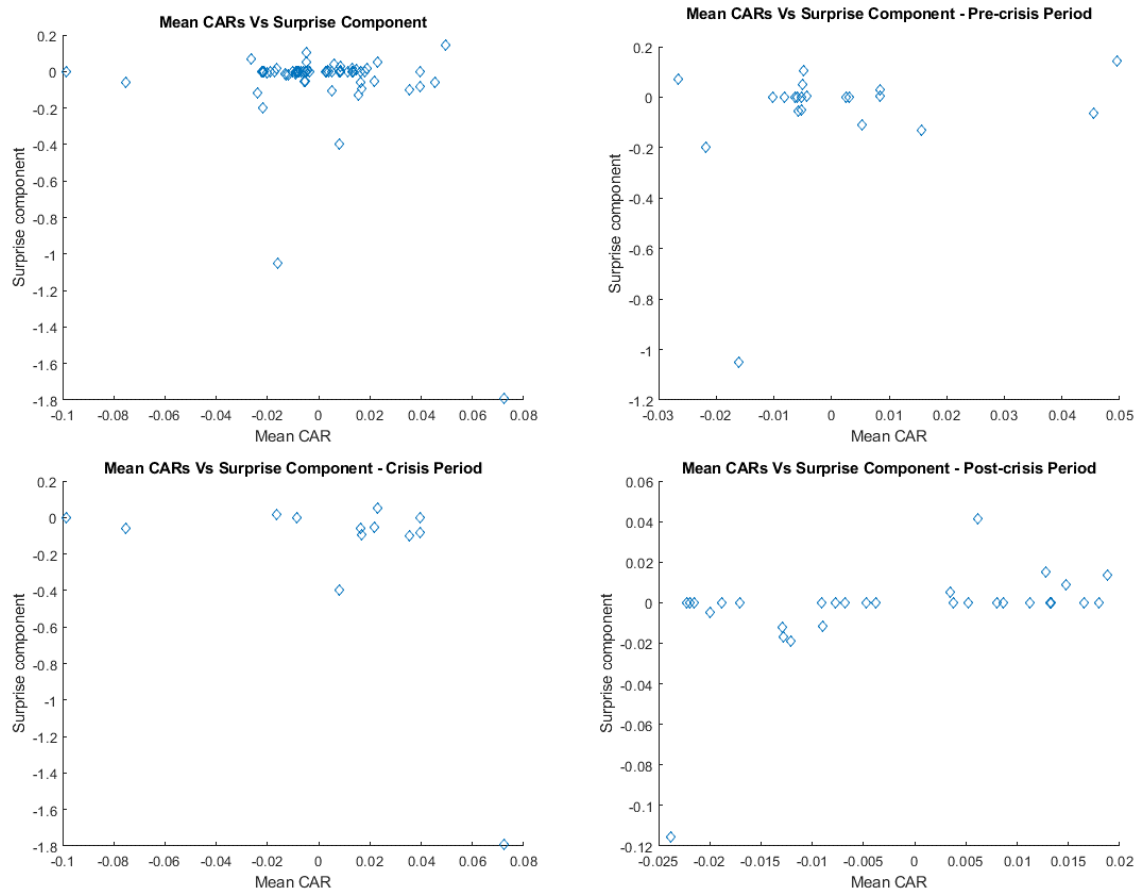 Mean CARs Vs Surprise Component
0.2
0
-0.2
-0.4
-0.6
-0.8
-1
-1.2
-1.4
-1.6
-1.8
Surprise component
-0.1 -0.08 -0.06 -0.04 -0.02 0 0.02 0.04 0.06 0.08
Mean CAR
Mean CARs Vs Surprise Component - Pre-crisis Period
0.2
0
-0.2
-0.4
-0.6
-0.8
-1
-1.2
Surprise component
-0.03 -0.02 -0.01 0 0.01 0.02 0.03 0.04 0.05
Mean CAR
Mean CARs Vs Surprise Component - Crisis Period
0.2
0
-0.2
-0.4
-0.6
-0.8
-1
-1.2
-1.4
-1.6
-1.8
Surprise component
-0.1 -0.08 -0.06 -0.04 -0.02 0 0.02 0.04 0.06 0.08
Mean CAR
Mean CARs Vs Surprise Component - Post-crisis Period
0.06
0.04
0.02
0
-0.02
-0.04
-0.06
-0.08
-0.1
-0.12
Surprise component
-0.025 -0.02 -0.015 -0.01 -0.005 0 0.005 0.01 0.015 0.02
Mean CAR